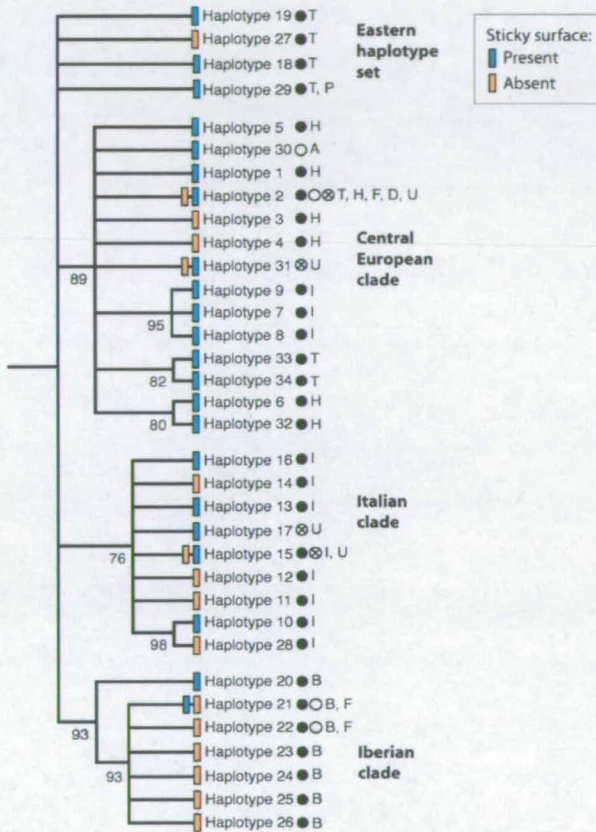 Haplotype 19 ● T
Haplotype 27 ● T
Haplotype 18 ● T
Haplotype 29 ● T, P
Eastern
haplotype
set
Sticky surface:
Present
Absent
Haplotype 5 ● H
Haplotype 30 ○ A
Haplotype 1 ● H
Haplotype 2 ●○⊗ T, H, F, D, U
Haplotype 3 ● H
Haplotype 4 ● H
Haplotype 31 ⊗ U
Haplotype 9 ● I
Haplotype 7 ● I
Haplotype 8 ● I
Haplotype 33 ● T
Haplotype 34 ● T
Haplotype 6 ● H
Haplotype 32 ● H
Central
European
clade
89
95
82
80
Haplotype 16 ● I
Haplotype 14 ● I
Haplotype 13 ● I
Haplotype 17 ⊗ U
Haplotype 15 ●⊗ I, U
Haplotype 12 ● I
Haplotype 11 ● I
Haplotype 10 ● I
Haplotype 28 ● I
Italian
clade
76
98
Haplotype 20 ● B
Haplotype 21 ●○ B, F
Haplotype 22 ●○ B, F
Haplotype 23 ● B
Haplotype 24 ● B
Haplotype 25 ● B
Haplotype 26 ● B
Iberian
clade
93
93